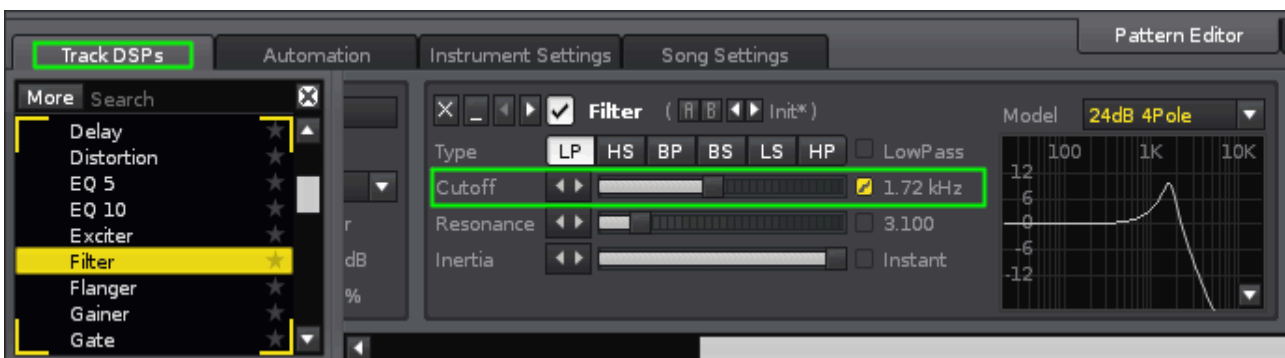 Pattern Editor
Track DSPs Automation Instrument Settings Song Settings
More Search
Delay
Distortion
EQ 5
EQ 10
Exciter
Filter
Flanger
Gainer
Gate
r
dB
%
Filter ( A B Init* )
Type LP HS BP BS LS HP LowPass
Cutoff 1.72 kHz
Resonance 3.100
Inertia Instant
Model 24dB 4Pole
100 1K 10K
12
6
0
-6
-12